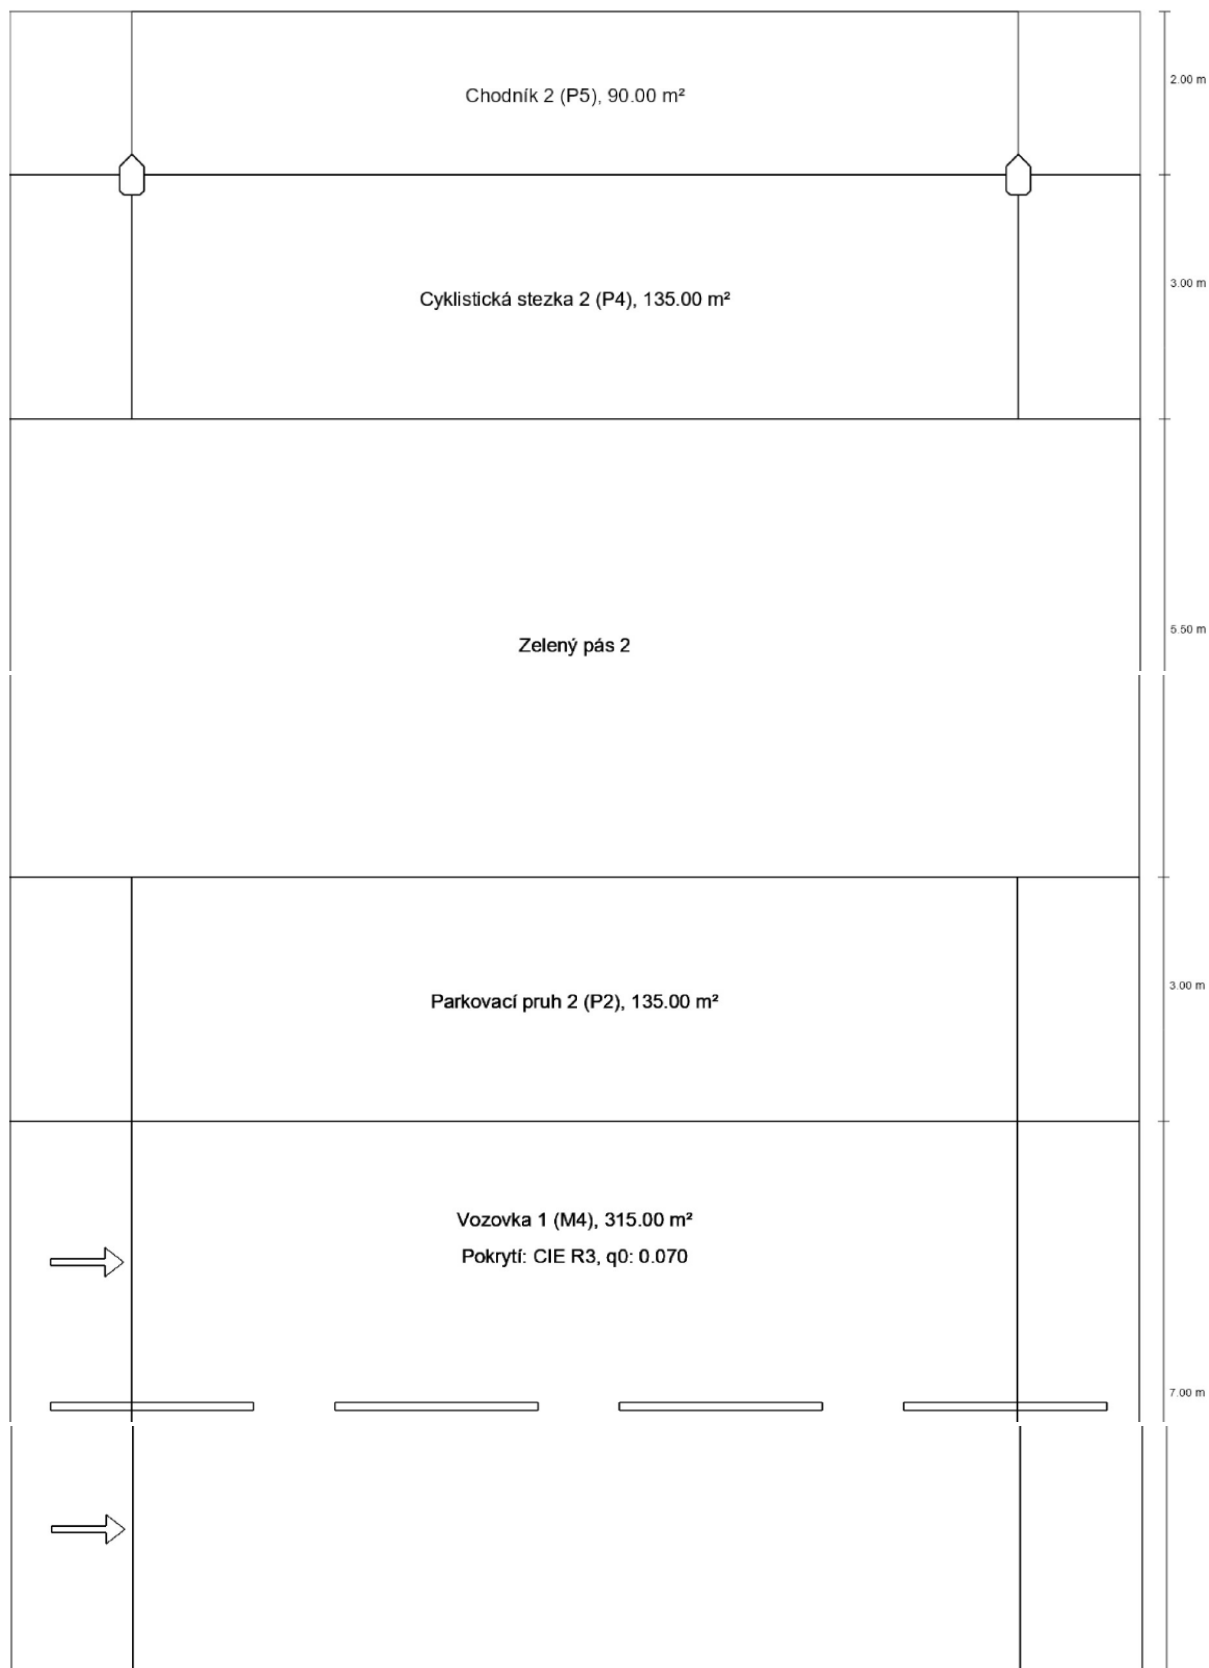 Chodník 2 (P5), 90.00 m²
2.00 m
Cyklistická stezka 2 (P4), 135.00 m²
3.00 m
Zelený pás 2
5.50 m
Parkovací pruh 2 (P2), 135.00 m²
3.00 m
Vozovka 1 (M4), 315.00 m²
Pokrytí: CIE R3, q0: 0.070
7.00 m